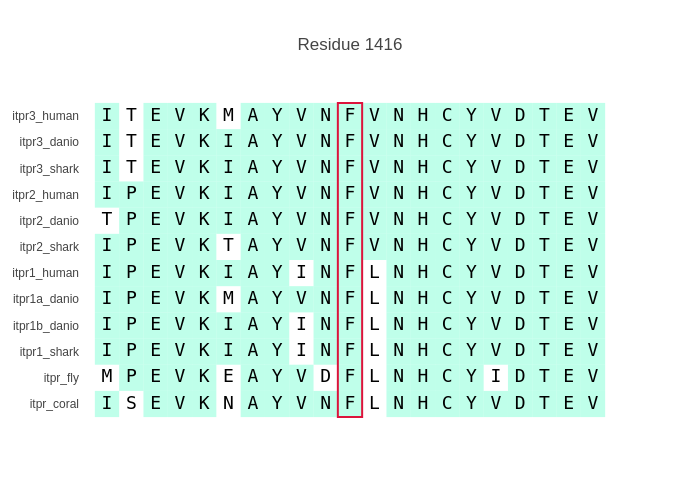 Residue 1416
itpr3_human I T E V K M A Y V N F V N H C Y V D T E V
itpr3_danio I T E V K I A Y V N F V N H C Y V D T E V
itpr3_shark I T E V K I A Y V N F V N H C Y V D T E V
itpr2_human I P E V K I A Y V N F V N H C Y V D T E V
itpr2_danio T P E V K I A Y V N F V N H C Y V D T E V
itpr2_shark I P E V K T A Y V N F V N H C Y V D T E V
itpr1_human I P E V K I A Y I N F L N H C Y V D T E V
itpr1a_danio I P E V K M A Y V N F L N H C Y V D T E V
itpr1b_danio I P E V K I A Y I N F L N H C Y V D T E V
itpr1_shark I P E V K I A Y I N F L N H C Y V D T E V
itpr_fly M P E V K E A Y V D F L N H C Y I D T E V
itpr_coral I S E V K N A Y V N F L N H C Y V D T E V